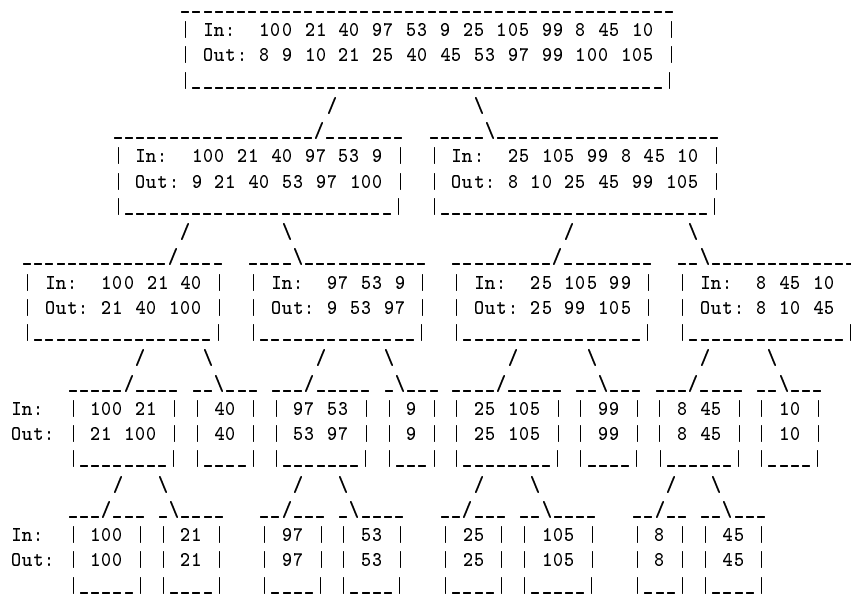 In: 100 21 40 97 53 9 25 105 99 8 45 10
Out: 8 9 10 21 25 40 45 53 97 99 100 105
In: 100 21 40 97 53 9 In: 25 105 99 8 45 10
Out: 9 21 40 53 97 100 Out: 8 10 25 45 99 105
In: 100 21 40 In: 97 53 9 In: 25 105 99 In: 8 45 10
Out: 21 40 100 Out: 9 53 97 Out: 25 99 105 Out: 8 10 45
In: 100 21 40 97 53 9 25 105 99 8 45 10
Out: 21 100 40 53 97 9 25 105 99 8 45 10
In: 100 21 97 53 25 105 8 45
Out: 100 21 97 53 25 105 8 45